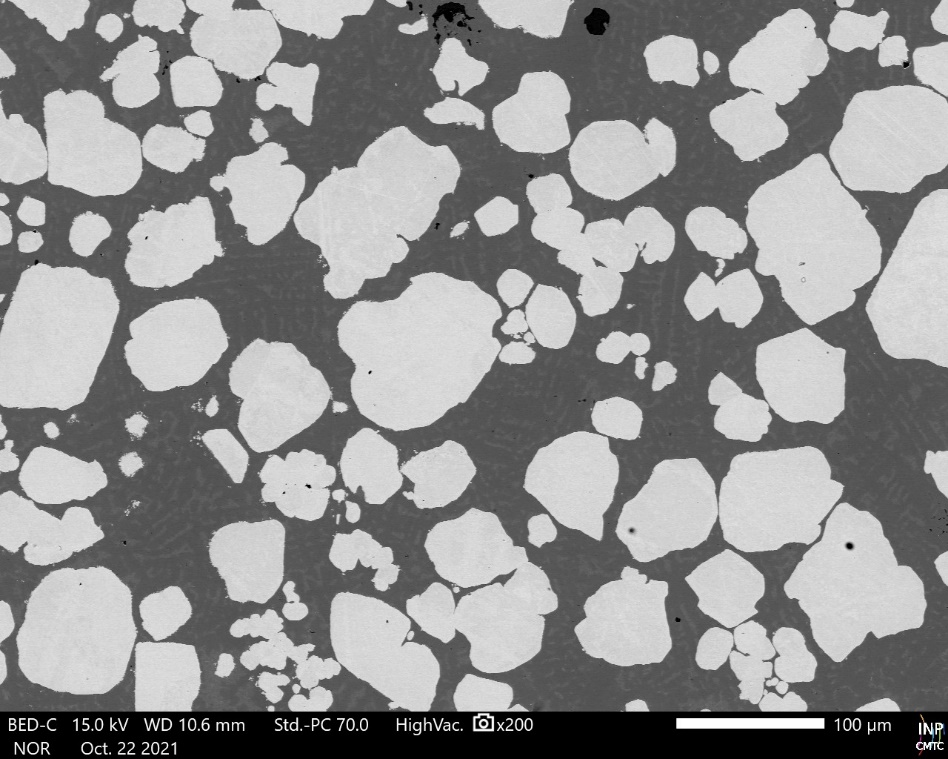 BED-C 15.0 kV WD 10.6 mm Std.-PC 70.0 HighVac. x200 100 µm INP
NOR Oct. 22 2021 CMTC